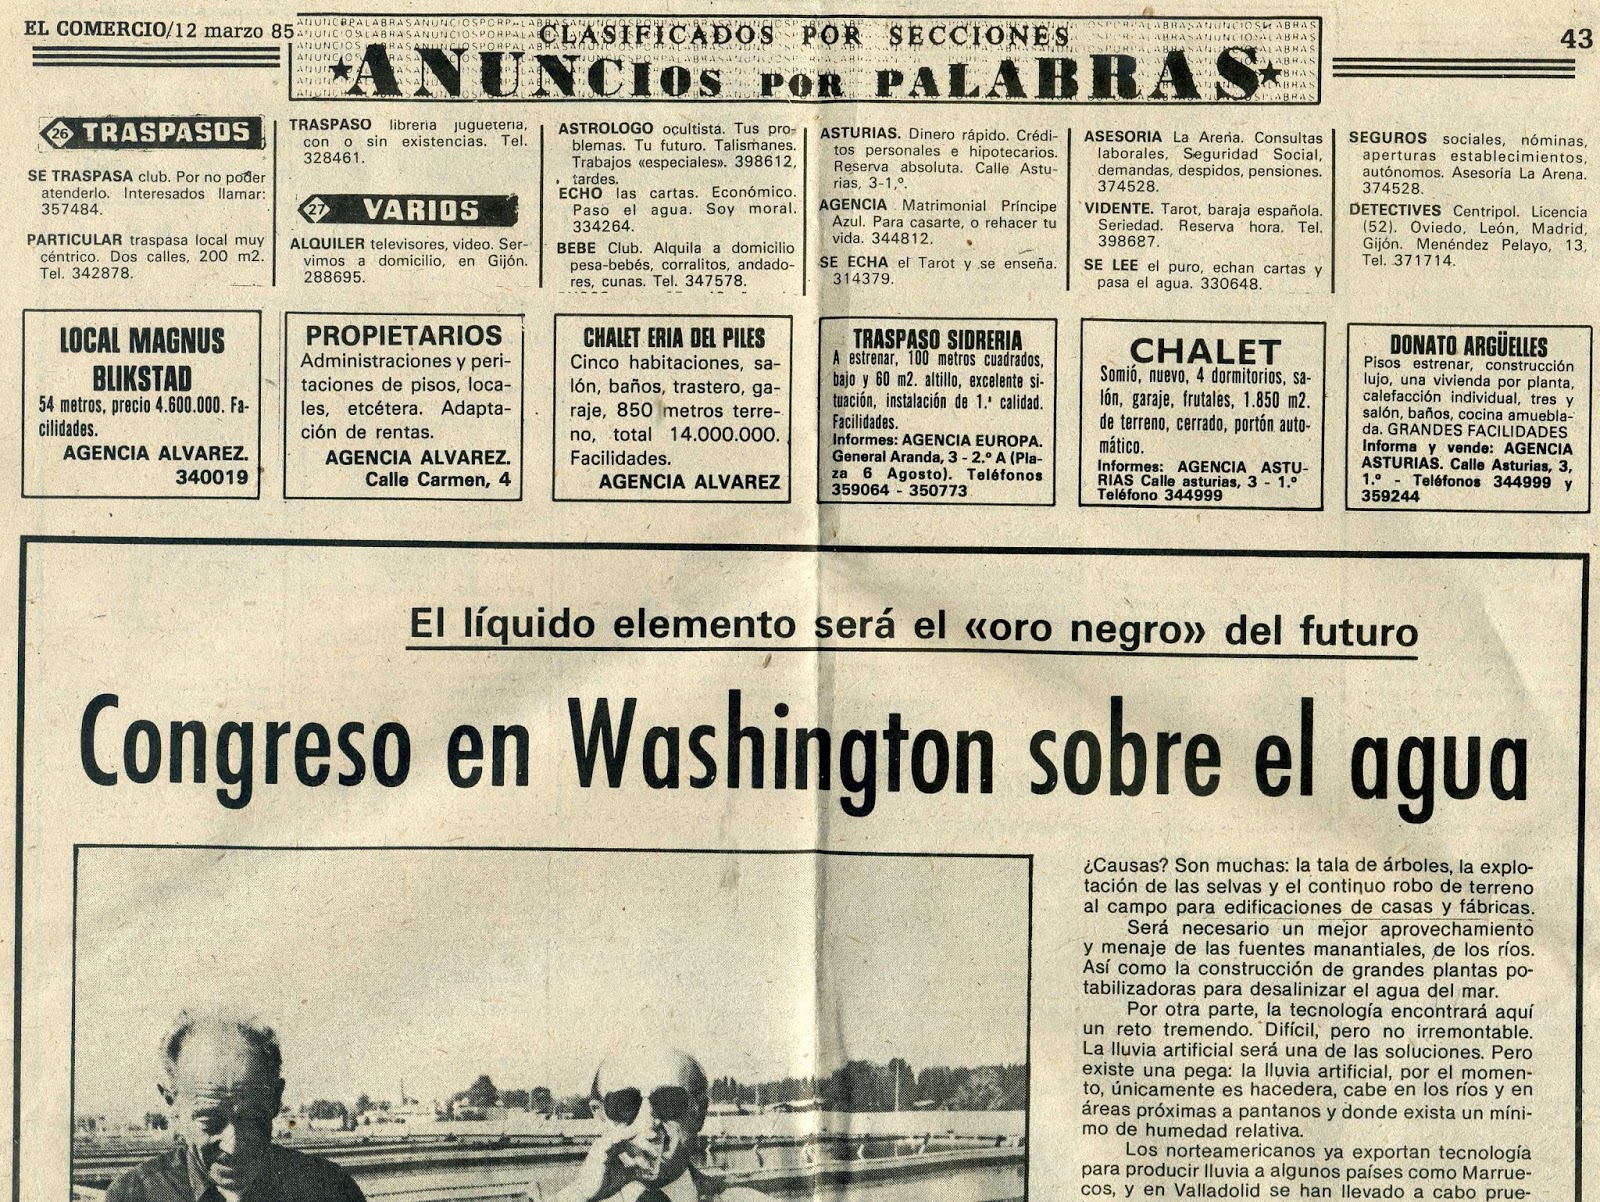 EL COMERCIO/12 marzo 85
CLASIFICADOS POR SECCIONES
ANUNCIOS POR PALABRAS
43
26 TRASPASOS
SE TRASPASA club. Por no poder
atenderlo. Interesados llamar:
357484.
PARTICULAR traspasa local muy
céntrico. Dos calles, 200 m2.
Tel. 342878.
TRASPASO libreria jugueteria,
con o sin existencias. Tel.
328461.
27 VARIOS
ALQUILER televisores, video. Ser-
vimos a domicilio, en Gijón.
288695.
ASTROLOGO ocultista. Tus pro-
blemas. Tu futuro. Talismanes.
Trabajos «especiales». 398612,
tardes.
ECHO las cartas. Económico.
Paso el agua. Soy moral.
334264.
BEBE Club. Alquila a domicilio
pesa-bebés, corralitos, andado-
res, cunas. Tel. 347578.
ASTURIAS. Dinero rápido. Crédi-
tos personales e hipotecarios.
Reserva absoluta. Calle Astu-
rias, 3-1,º.
AGENCIA Matrimonial Príncipe
Azul. Para casarte, o rehacer tu
vida. 344812.
SE ECHA el Tarot y se enseña.
314379.
ASESORIA La Arena. Consultas
laborales, Seguridad Social,
demandas, despidos, pensiones.
374528.
VIDENTE. Tarot, baraja española.
Seriedad. Reserva hora. Tel.
398687.
SE LEE el puro, echan cartas y
pasa el agua. 330648.
SEGUROS sociales, nóminas,
aperturas establecimientos,
autónomos. Asesoría La Arena.
374528.
DETECTIVES Centripol. Licencia
(52). Oviedo, León, Madrid,
Gijón. Menéndez Pelayo, 13,
Tel. 371714.
LOCAL MAGNUS
BLIKSTAD
54 metros, precio 4.600.000. Fa-
cilidades.
AGENCIA ALVAREZ.
340019
PROPIETARIOS
Administraciones y peri-
taciones de pisos, loca-
les, etcétera. Adapta-
ción de rentas.
AGENCIA ALVAREZ.
Calle Carmen, 4
CHALET ERIA DEL PILES
Cinco habitaciones, sa-
lón, baños, trastero, ga-
raje, 850 metros terre-
no, total 14.000.000.
Facilidades.
AGENCIA ALVAREZ
TRASPASO SIDRERIA
A estrenar, 100 metros cuadrados,
bajo y 60 m2. altillo, excelente si-
tuación, instalación de 1.ª calidad.
Facilidades.
Informes: AGENCIA EUROPA.
General Aranda, 3 - 2.º A (Pla-
za 6 Agosto). Teléfonos
359064 - 350773
CHALET
Somió, nuevo, 4 dormitorios, sa-
lón, garaje, frutales, 1.850 m2.
de terreno, cerrado, portón auto-
mático.
Informes: AGENCIA ASTU-
RIAS Calle asturias, 3 - 1.º
Teléfono 344999
DONATO ARGÜELLES
Pisos estrenar, construcción
lujo, una vivienda por planta,
calefacción individual, tres y
salón, baños, cocina amuebla-
da. GRANDES FACILIDADES
Informa y vende: AGENCIA
ASTURIAS. Calle Asturias, 3,
1.º - Teléfonos 344999 y
359244
El líquido elemento será el «oro negro» del futuro
Congreso en Washington sobre el agua
¿Causas? Son muchas: la tala de árboles, la explo-
tación de las selvas y el continuo robo de terreno
al campo para edificaciones de casas y fábricas.
Será necesario un mejor aprovechamiento
y menaje de las fuentes manantiales, de los ríos.
Así como la construcción de grandes plantas po-
tabilizadoras para desalinizar el agua del mar.
Por otra parte, la tecnología encontrará aquí
un reto tremendo. Difícil, pero no irremontable.
La lluvia artificial será una de las soluciones. Pero
existe una pega: la lluvia artificial, por el momen-
to, únicamente es hacedera, cabe en los ríos y en
áreas próximas a pantanos y donde exista un míni-
mo de humedad relativa.
Los norteamericanos ya exportan tecnología
para producir lluvia a algunos países como Marrue-
cos, y en Valladolid se han llevado a cabo prue-